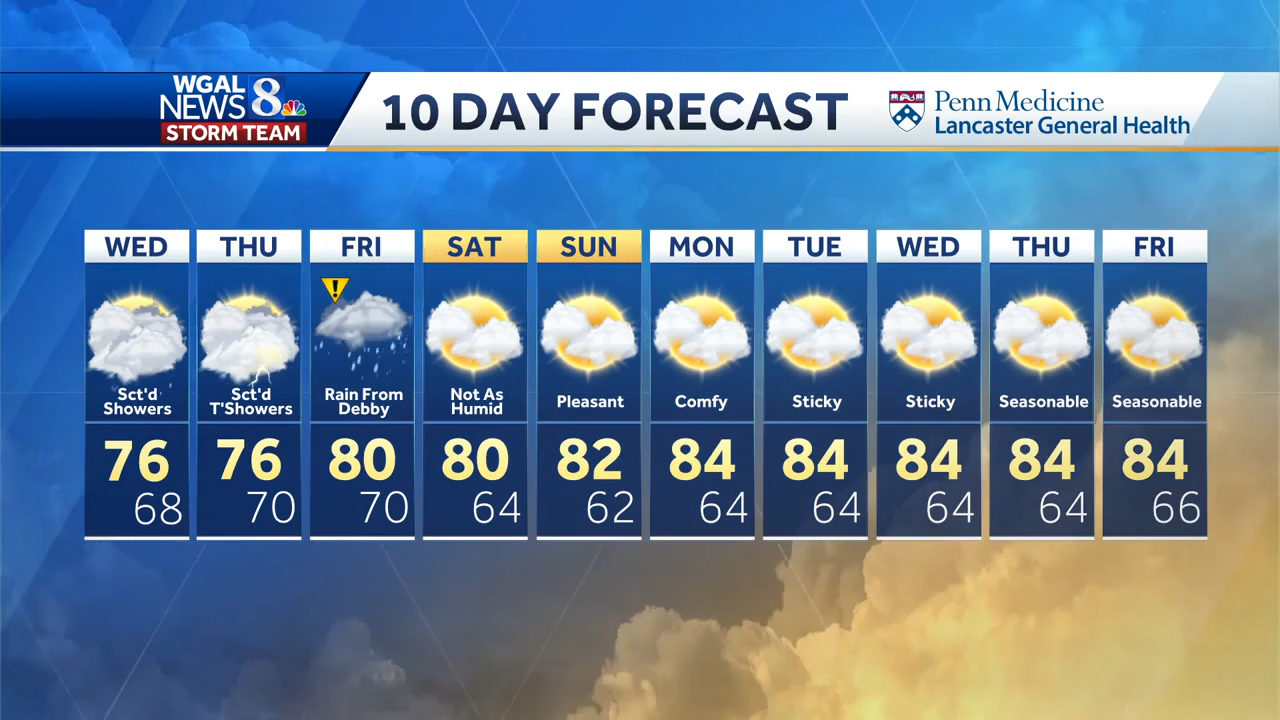 WGAL
NEWS 8
STORM TEAM
10 DAY FORECAST
Penn Medicine
Lancaster General Health
WED THU FRI SAT SUN MON TUE WED THU FRI
!
Sct'd Showers
Sct'd T'Showers
Rain From Debby
Not As Humid
Pleasant
Comfy
Sticky
Sticky
Seasonable
Seasonable
76 76 80 80 82 84 84 84 84 84
68 70 70 64 62 64 64 64 64 66